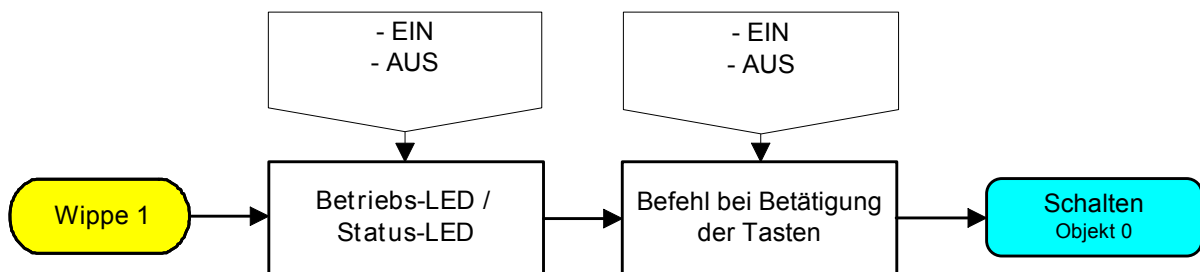 - EIN
- AUS
- EIN
- AUS
Wippe 1
Betriebs-LED /
Status-LED
Befehl bei Betätigung
der Tasten
Schalten
Objekt 0